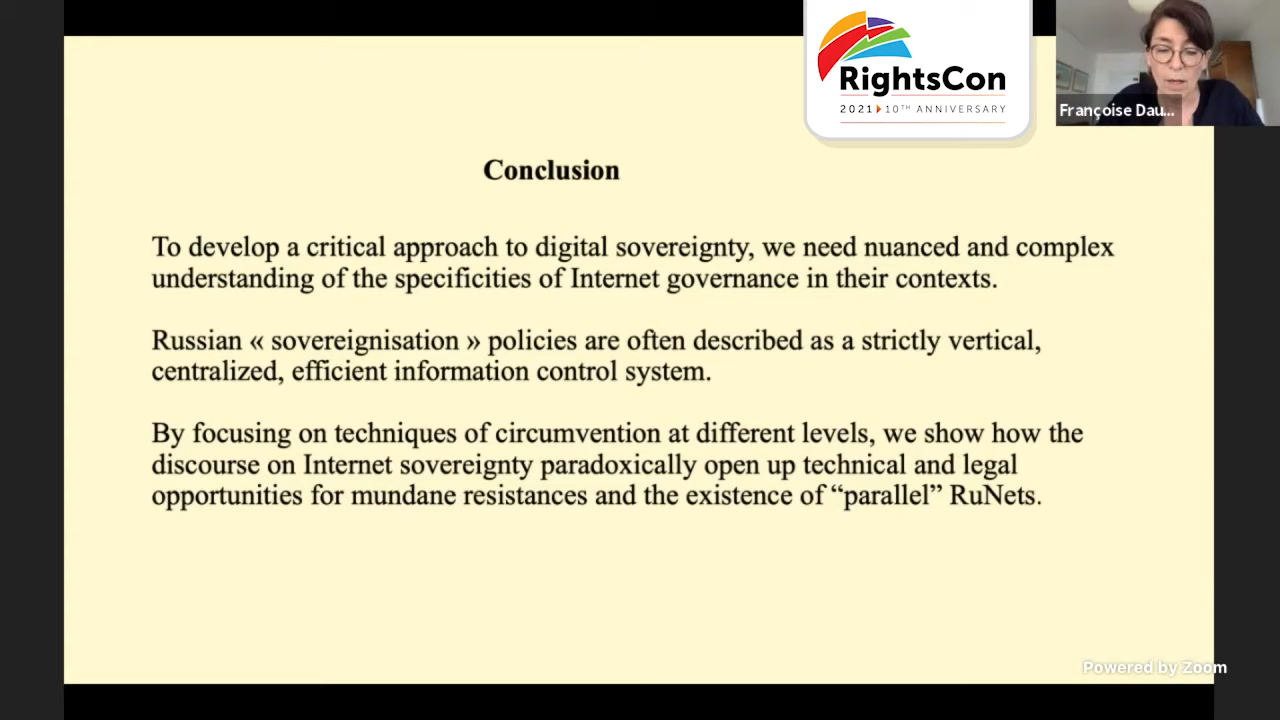 RightsCon
2021 10TH ANNIVERSARY
Françoise Dau...
Conclusion
To develop a critical approach to digital sovereignty, we need nuanced and complex
understanding of the specificities of Internet governance in their contexts.
Russian « sovereignisation » policies are often described as a strictly vertical,
centralized, efficient information control system.
By focusing on techniques of circumvention at different levels, we show how the
discourse on Internet sovereignty paradoxically open up technical and legal
opportunities for mundane resistances and the existence of “parallel” RuNets.
Powered by Zoom